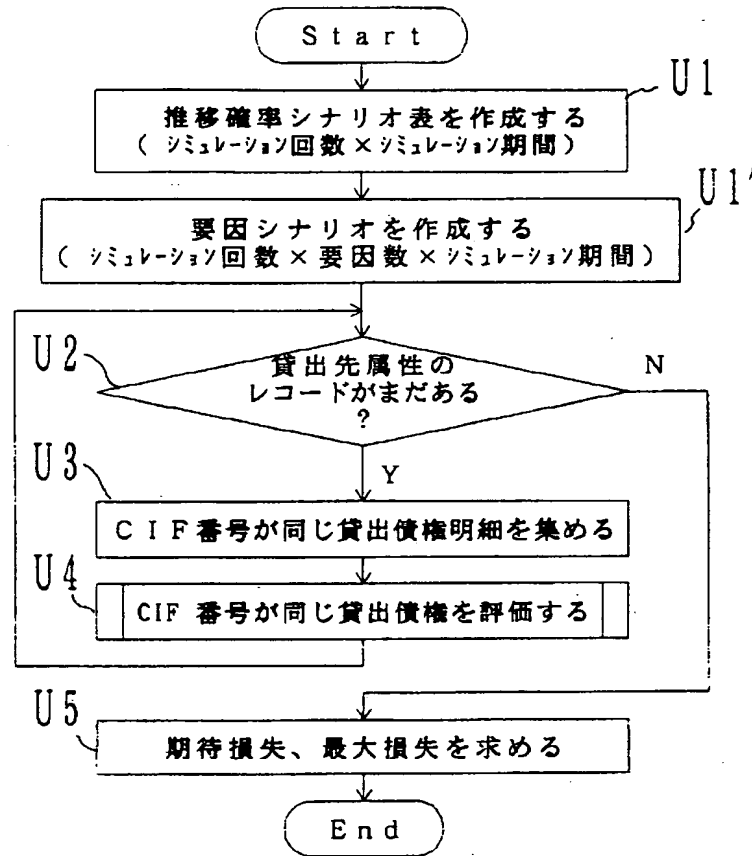 Start
U1
推移確率シナリオ表を作成する
( シミュレーション回数×シミュレーション期間)
U1'
要因シナリオを作成する
( シミュレーション回数×要因数×シミュレーション期間)
U2
貸出先属性の
レコードがまだある
?
N
Y
U3
CIF番号が同じ貸出債権明細を集める
U4
CIF 番号が同じ貸出債権を評価する
U5
期待損失、最大損失を求める
End